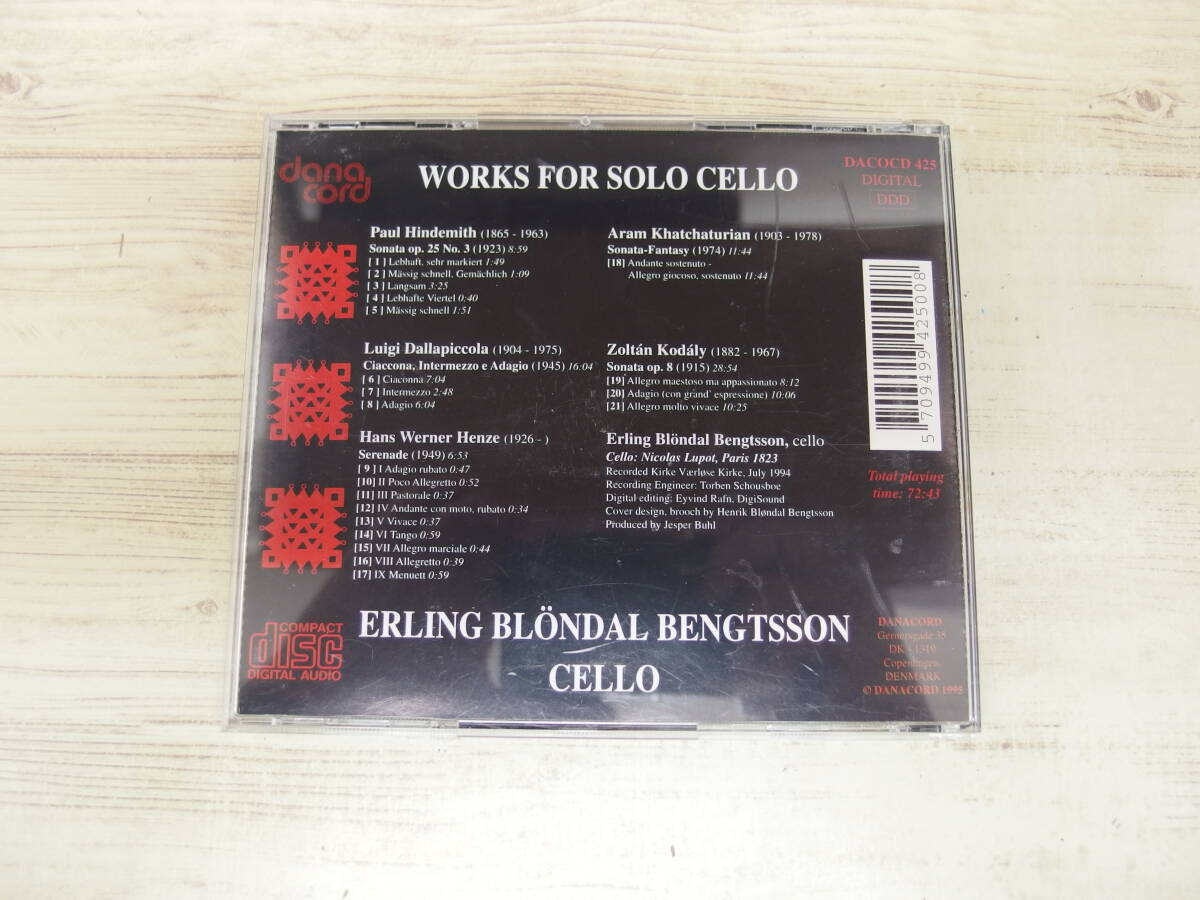 dana
cord
WORKS FOR SOLO CELLO
DACOCD 425
DIGITAL
DDD
Paul Hindemith (1865 - 1963)
Sonata op. 25 No. 3 (1923) 8:59
[ 1 ] Lebhaft, sehr markiert 1:49
[ 2 ] Mässig schnell, Gemächlich 1:09
[ 3 ] Langsam 3:25
[ 4 ] Lebhafte Viertel 0:40
[ 5 ] Mässig schnell 1:51
Luigi Dallapiccola (1904 - 1975)
Ciaccona, Intermezzo e Adagio (1945) 16:04
[ 6 ] Ciaconna 7:04
[ 7 ] Intermezzo 2:48
[ 8 ] Adagio 6:04
Hans Werner Henze (1926 - )
Serenade (1949) 6:53
[ 9 ] I Adagio rubato 0:47
[10] II Poco Allegretto 0:52
[11] III Pastorale 0:37
[12] IV Andante con moto, rubato 0:34
[13] V Vivace 0:37
[14] VI Tango 0:59
[15] VII Allegro marciale 0:44
[16] VIII Allegretto 0:39
[17] IX Menuett 0:59
Aram Khatchaturian (1903 - 1978)
Sonata-Fantasy (1974) 11:44
[18] Andante sostenuto -
Allegro giocoso, sostenuto 11:44
Zoltán Kodály (1882 - 1967)
Sonata op. 8 (1915) 28:54
[19] Allegro maestoso ma appassionato 8:12
[20] Adagio (con grand' espressione) 10:06
[21] Allegro molto vivace 10:25
Erling Blöndal Bengtsson, cello
Cello: Nicolas Lupot, Paris 1823
Recorded Kirke Værløse Kirke, July 1994
Recording Engineer: Torben Schousboe
Digital editing: Eyvind Rafn, DigiSound
Cover design, brooch by Henrik Bløndal Bengtsson
Produced by Jesper Buhl
5 709499 425008
Total playing
time: 72:43
ERLING BLÖNDAL BENGTSSON
CELLO
COMPACT
disc
DIGITAL AUDIO
DANACORD
Gernersgade 35
DK - 1319
Copenhagen.
DENMARK
© DANACORD 1995